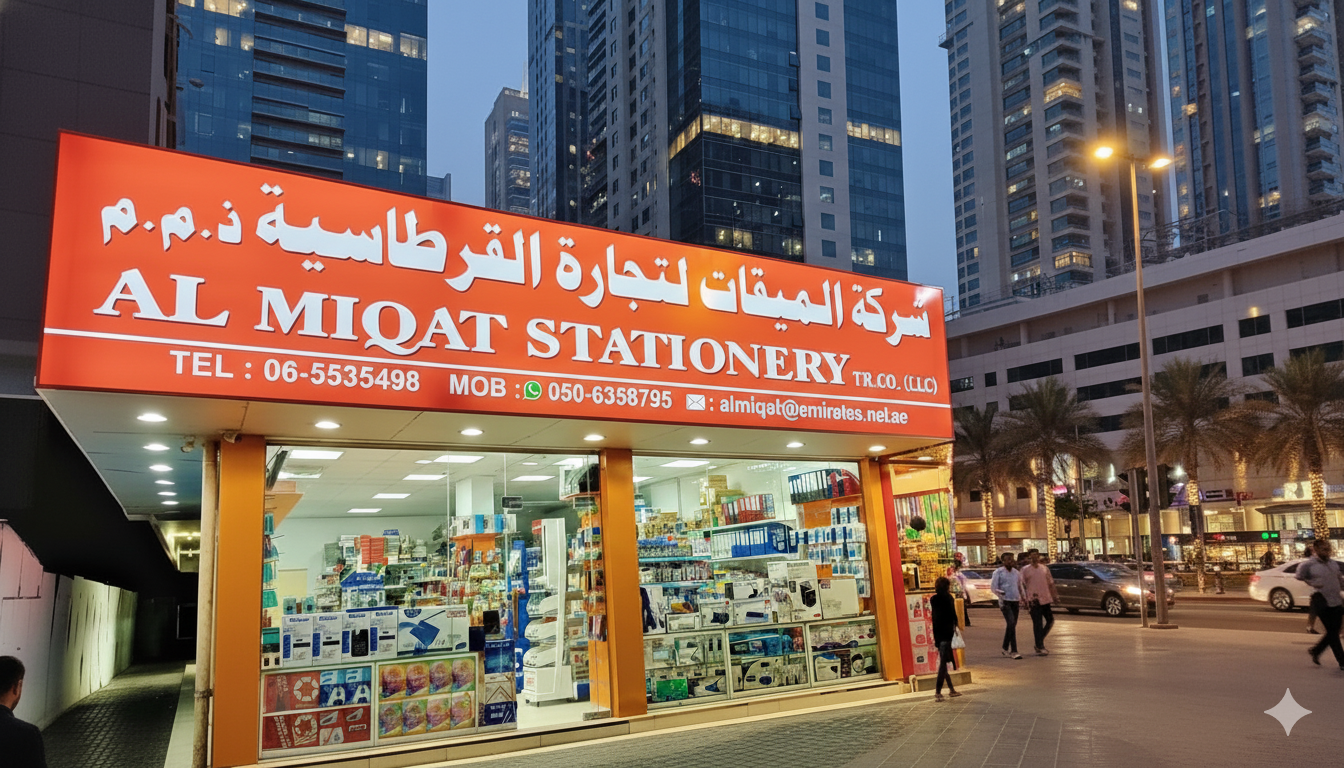 شركة الميقات لتجارة القرطاسية ذ.م.م.
AL MIQAT STATIONERY TR.CO. (LLC)
TEL : 06-5535498 MOB : 050-6358795 : almiqat@emirates.net.ae